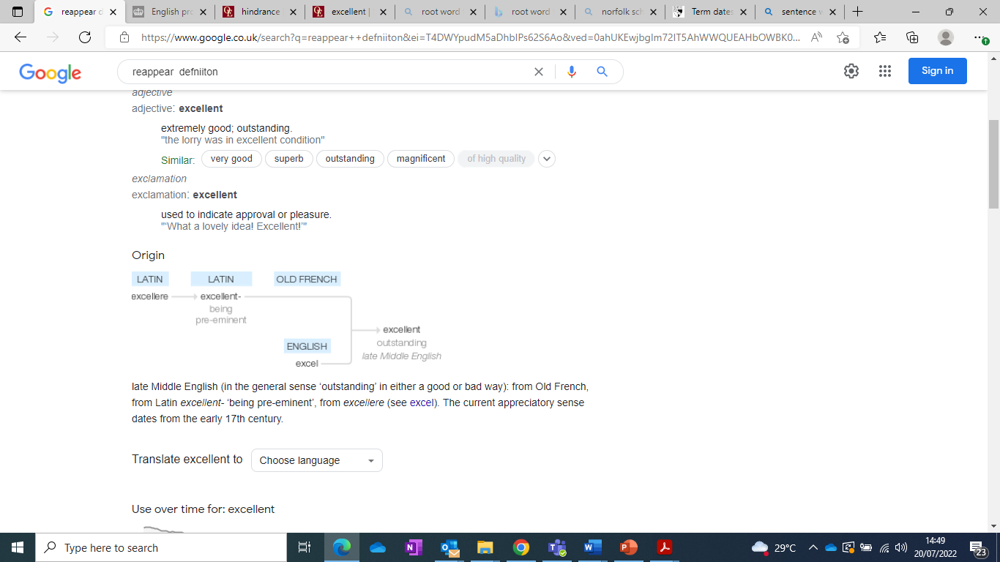 reappear d
English pro
hindrance
excellent |
root word
root word
norfolk sch
Term dates
sentence w
https://www.google.co.uk/search?q=reappear++defniiton&ei=T4DWYpudM5aDhbIPs62S6Ao&ved=0ahUKEwjbgIm72IT5AhWWQUEAHbOWBK0...
Google
reappear defniiton
Sign in
adjective
adjective: excellent
extremely good; outstanding.
"the lorry was in excellent condition"
Similar: very good superb outstanding magnificent of high quality
exclamation
exclamation: excellent
used to indicate approval or pleasure.
"'What a lovely idea! Excellent!'"
Origin
LATIN LATIN OLD FRENCH
excellere excellent-
being
pre-eminent
excellent
ENGLISH outstanding
excel late Middle English
late Middle English (in the general sense ‘outstanding’ in either a good or bad way): from Old French,
from Latin excellent- ‘being pre-eminent’, from excellere (see excel). The current appreciatory sense
dates from the early 17th century.
Translate excellent to Choose language
Use over time for: excellent
Type here to search
29°C
14:49
20/07/2022
23